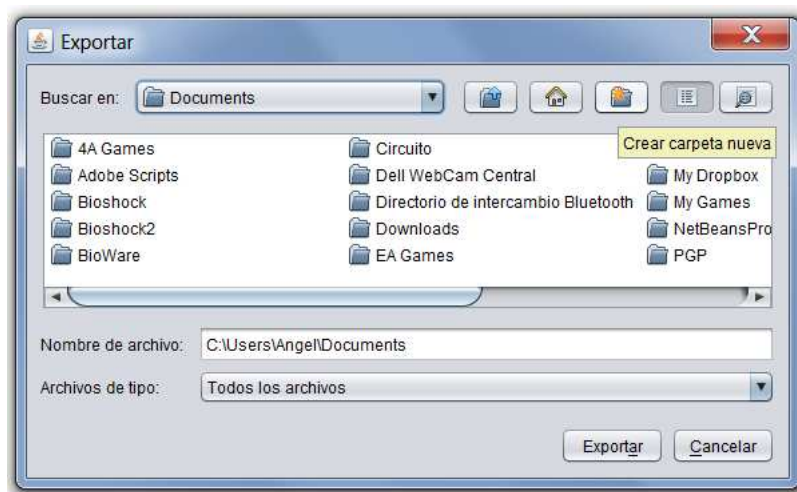 Exportar
Buscar en: Documents
Crear carpeta nueva
4A Games Circuito
Adobe Scripts Dell WebCam Central My Dropbox
Bioshock Directorio de intercambio Bluetooth My Games
Bioshock2 Downloads NetBeansPro
BioWare EA Games PGP
Nombre de archivo: C:\Users\Angel\Documents
Archivos de tipo: Todos los archivos
Exportar Cancelar